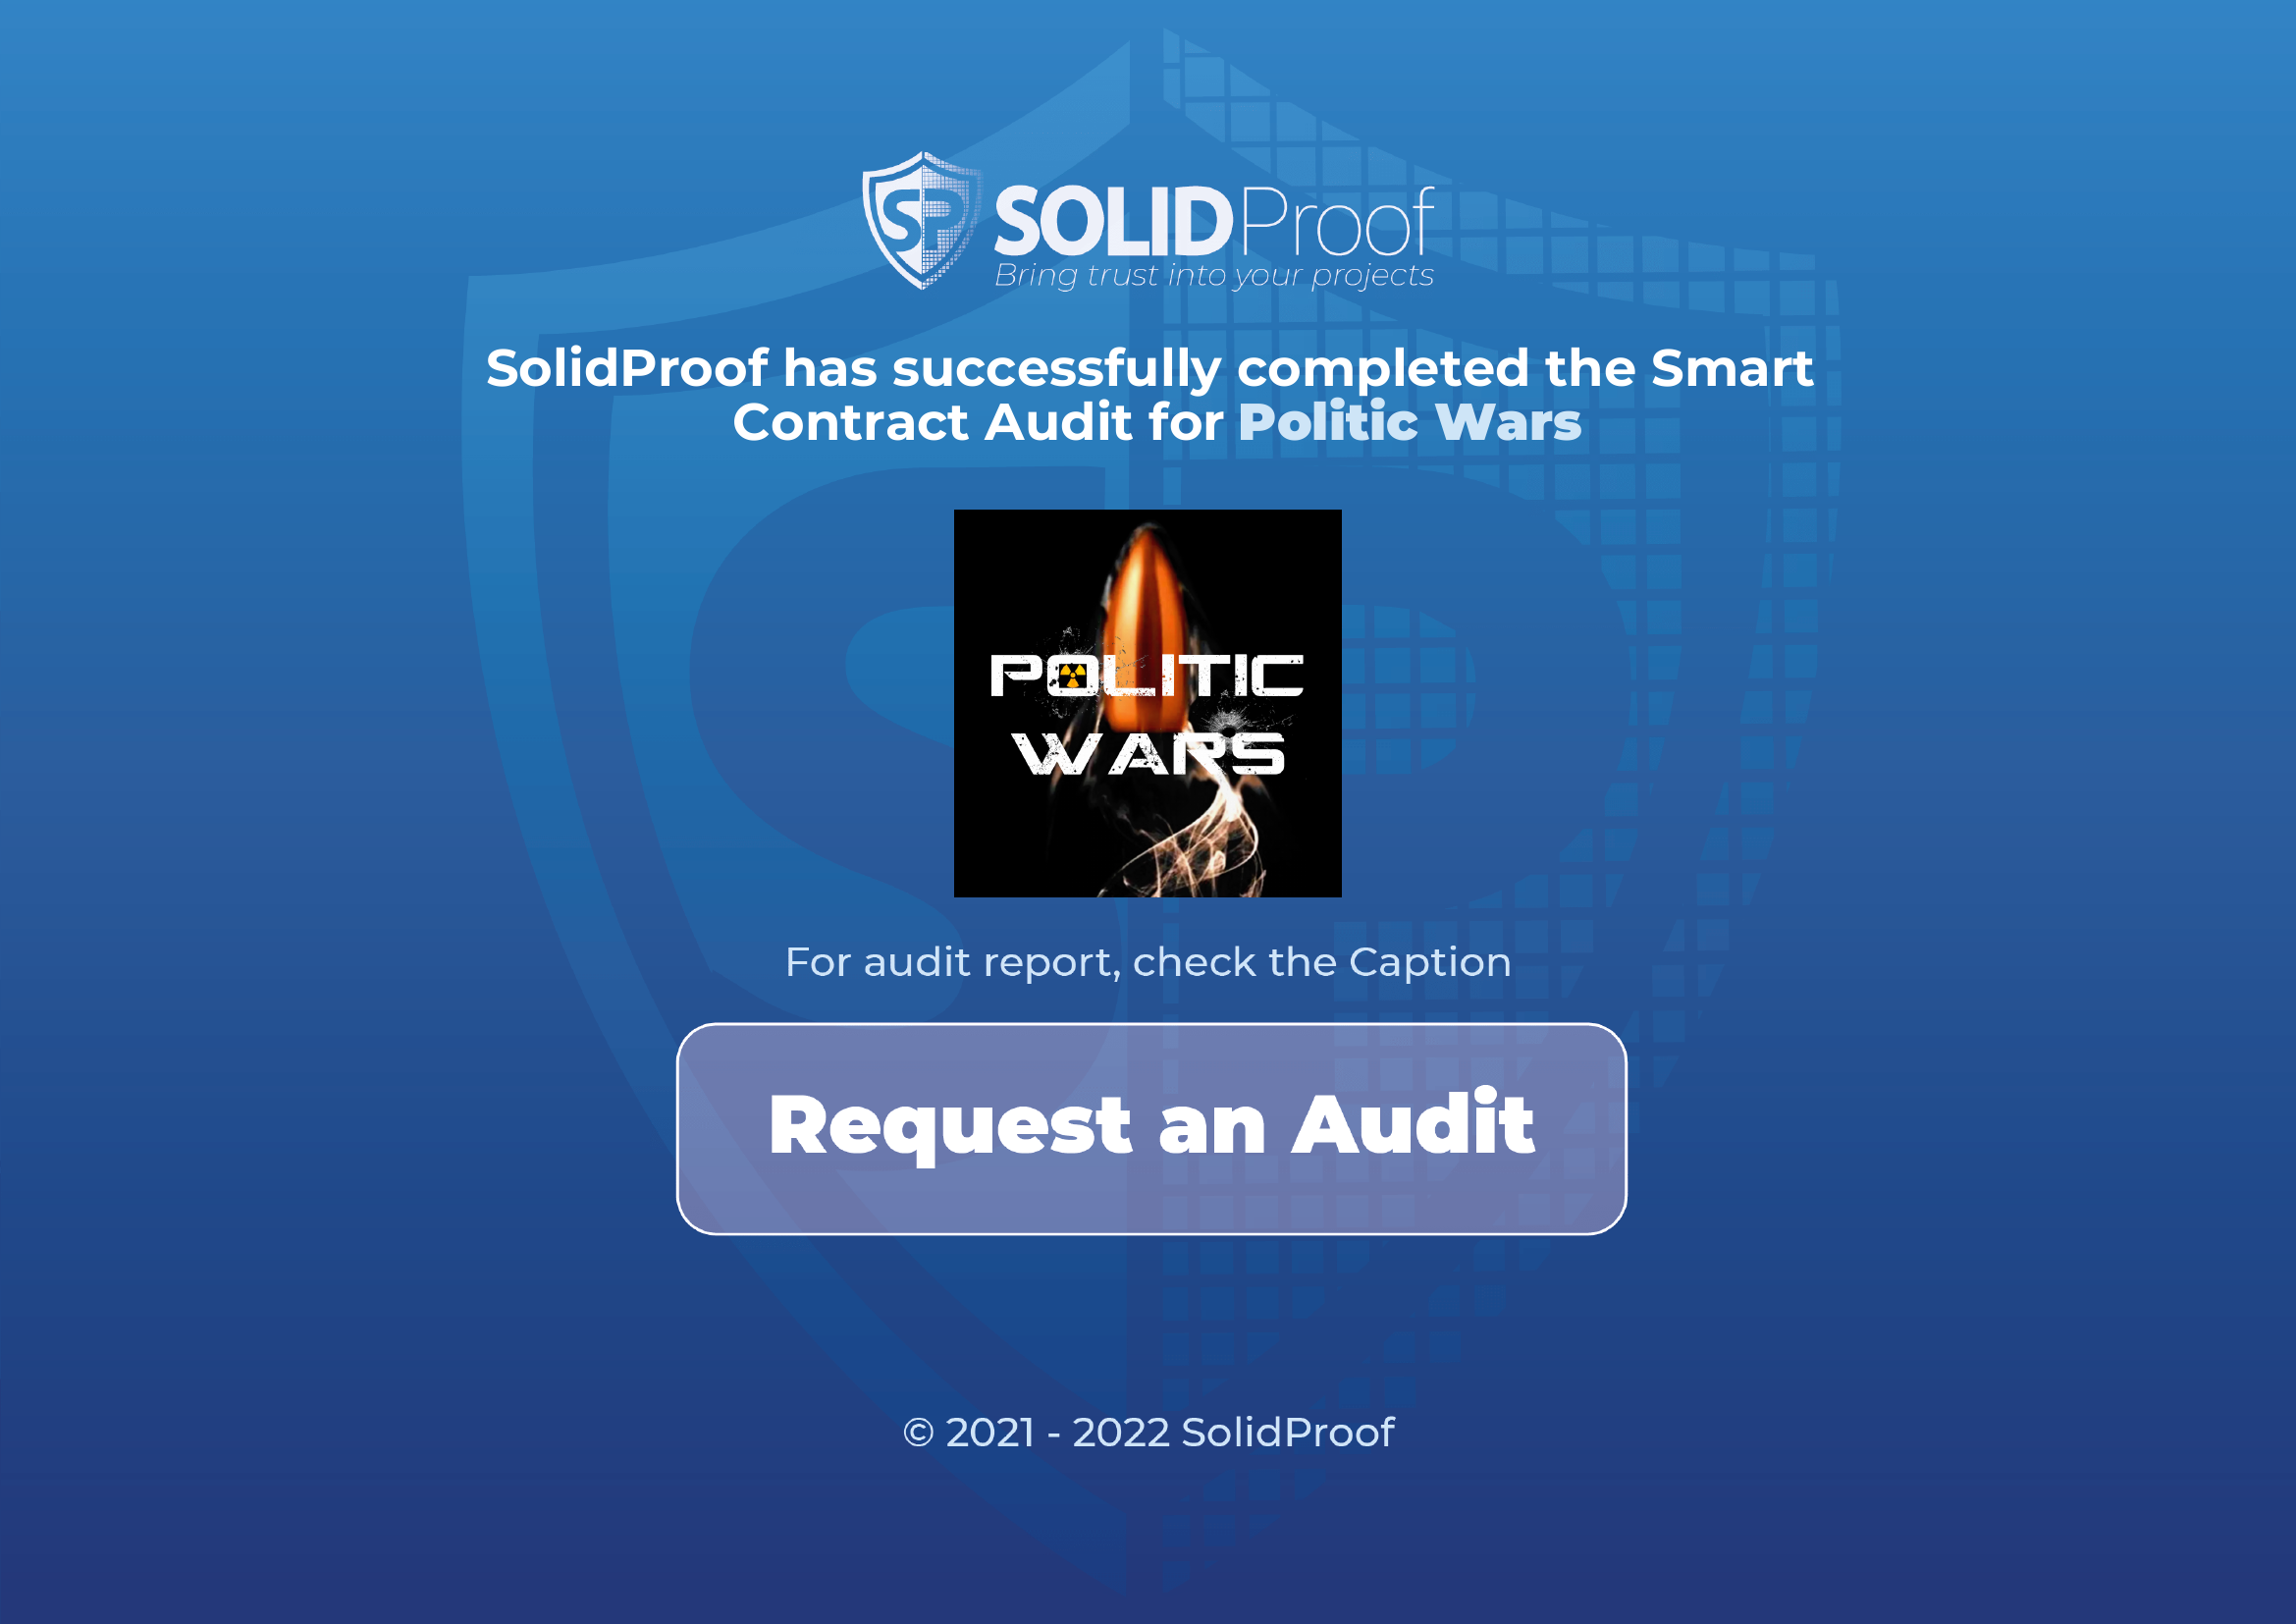 SP SOLIDProof
Bring trust into your projects
SolidProof has successfully completed the Smart
Contract Audit for Politic Wars
POLITIC
WARS
For audit report, check the Caption
Request an Audit
© 2021 - 2022 SolidProof